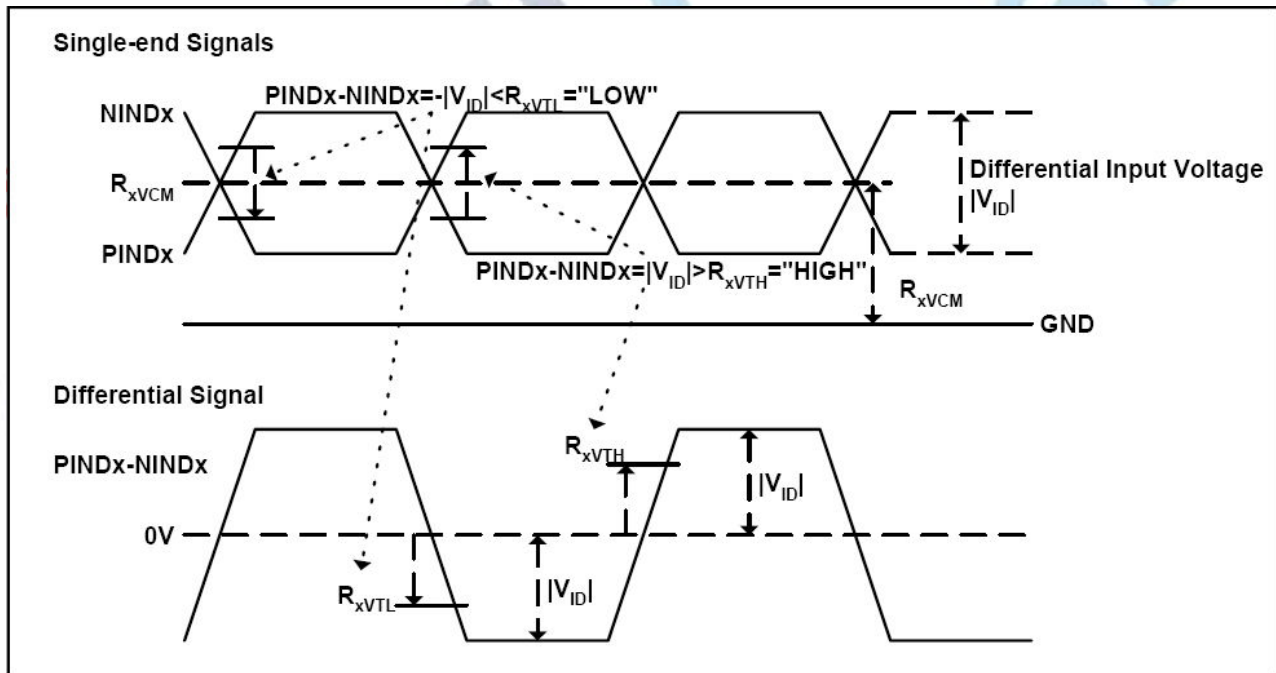 Single-end Signals
PINDx-NINDx=-|VID|<RxVTL="LOW"
NINDx
Differential Input Voltage
|VID|
RxVCM
PINDx
PINDx-NINDx=|VID|>RxVTH="HIGH"
RxVCM
GND
Differential Signal
RxVTH
PINDx-NINDx
|VID|
0V
RxVTL
|VID|